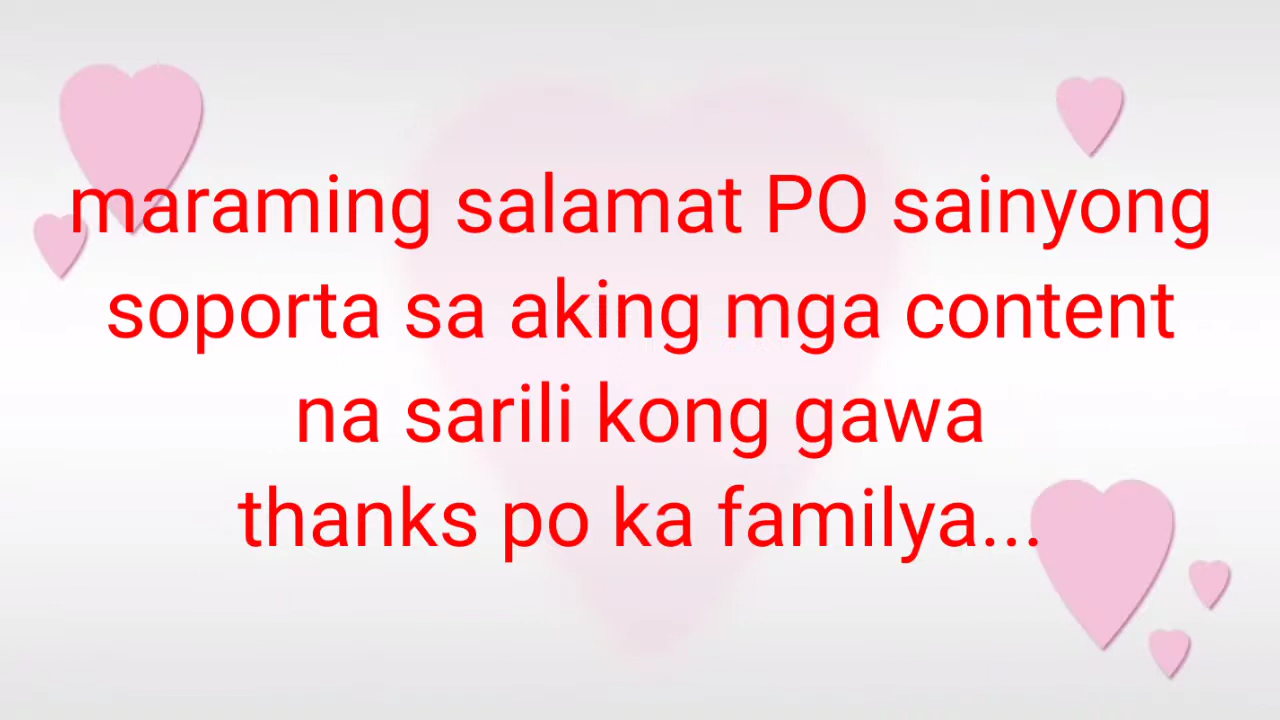 maraming salamat PO sainyong
soporta sa aking mga content
na sarili kong gawa
thanks po ka familya...